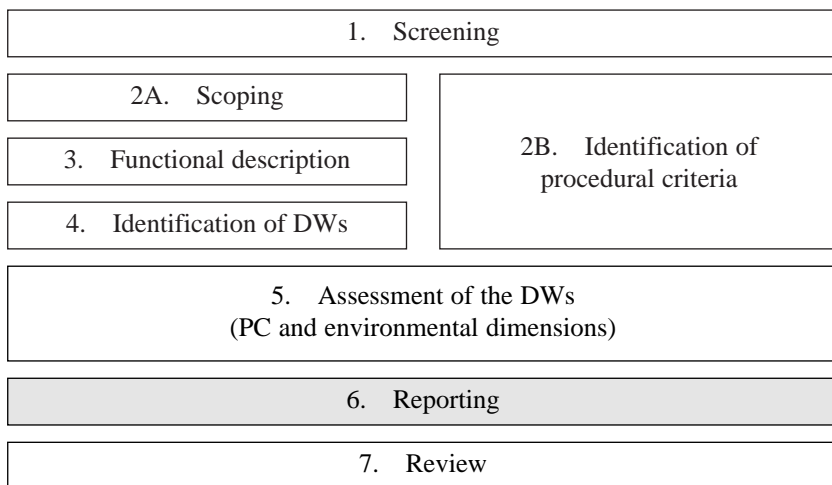 1. Screening
2A. Scoping
3. Functional description
4. Identification of DWs
2B. Identification of
procedural criteria
5. Assessment of the DWs
(PC and environmental dimensions)
6. Reporting
7. Review